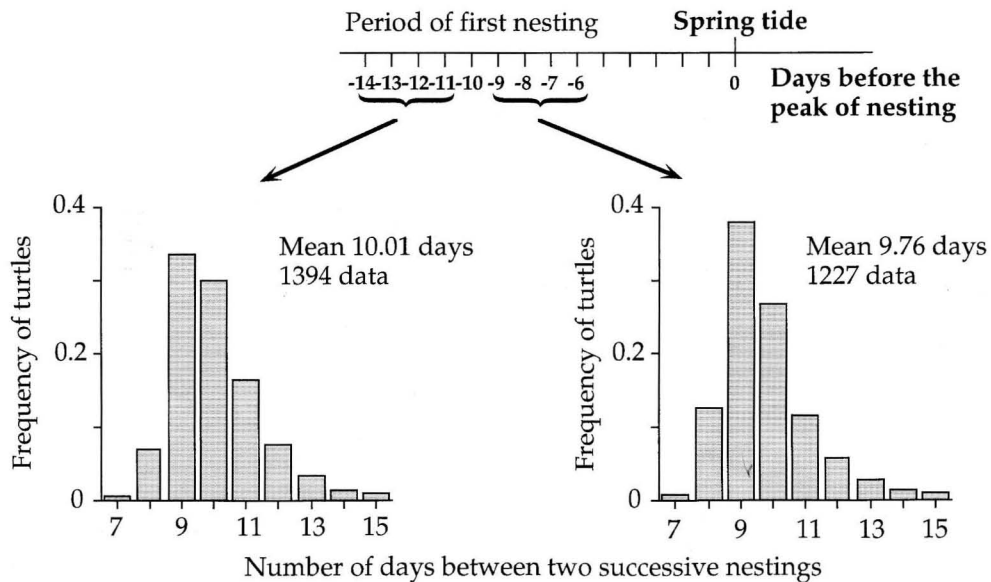 Period of first nesting
Spring tide
-14-13-12-11-10 -9 -8 -7 -6
0
Days before the
peak of nesting
0.4
0.2
0
Frequency of turtles
Mean 10.01 days
1394 data
7 9 11 13 15
0.4
0.2
0
Frequency of turtles
Mean 9.76 days
1227 data
7 9 11 13 15
Number of days between two successive nestings